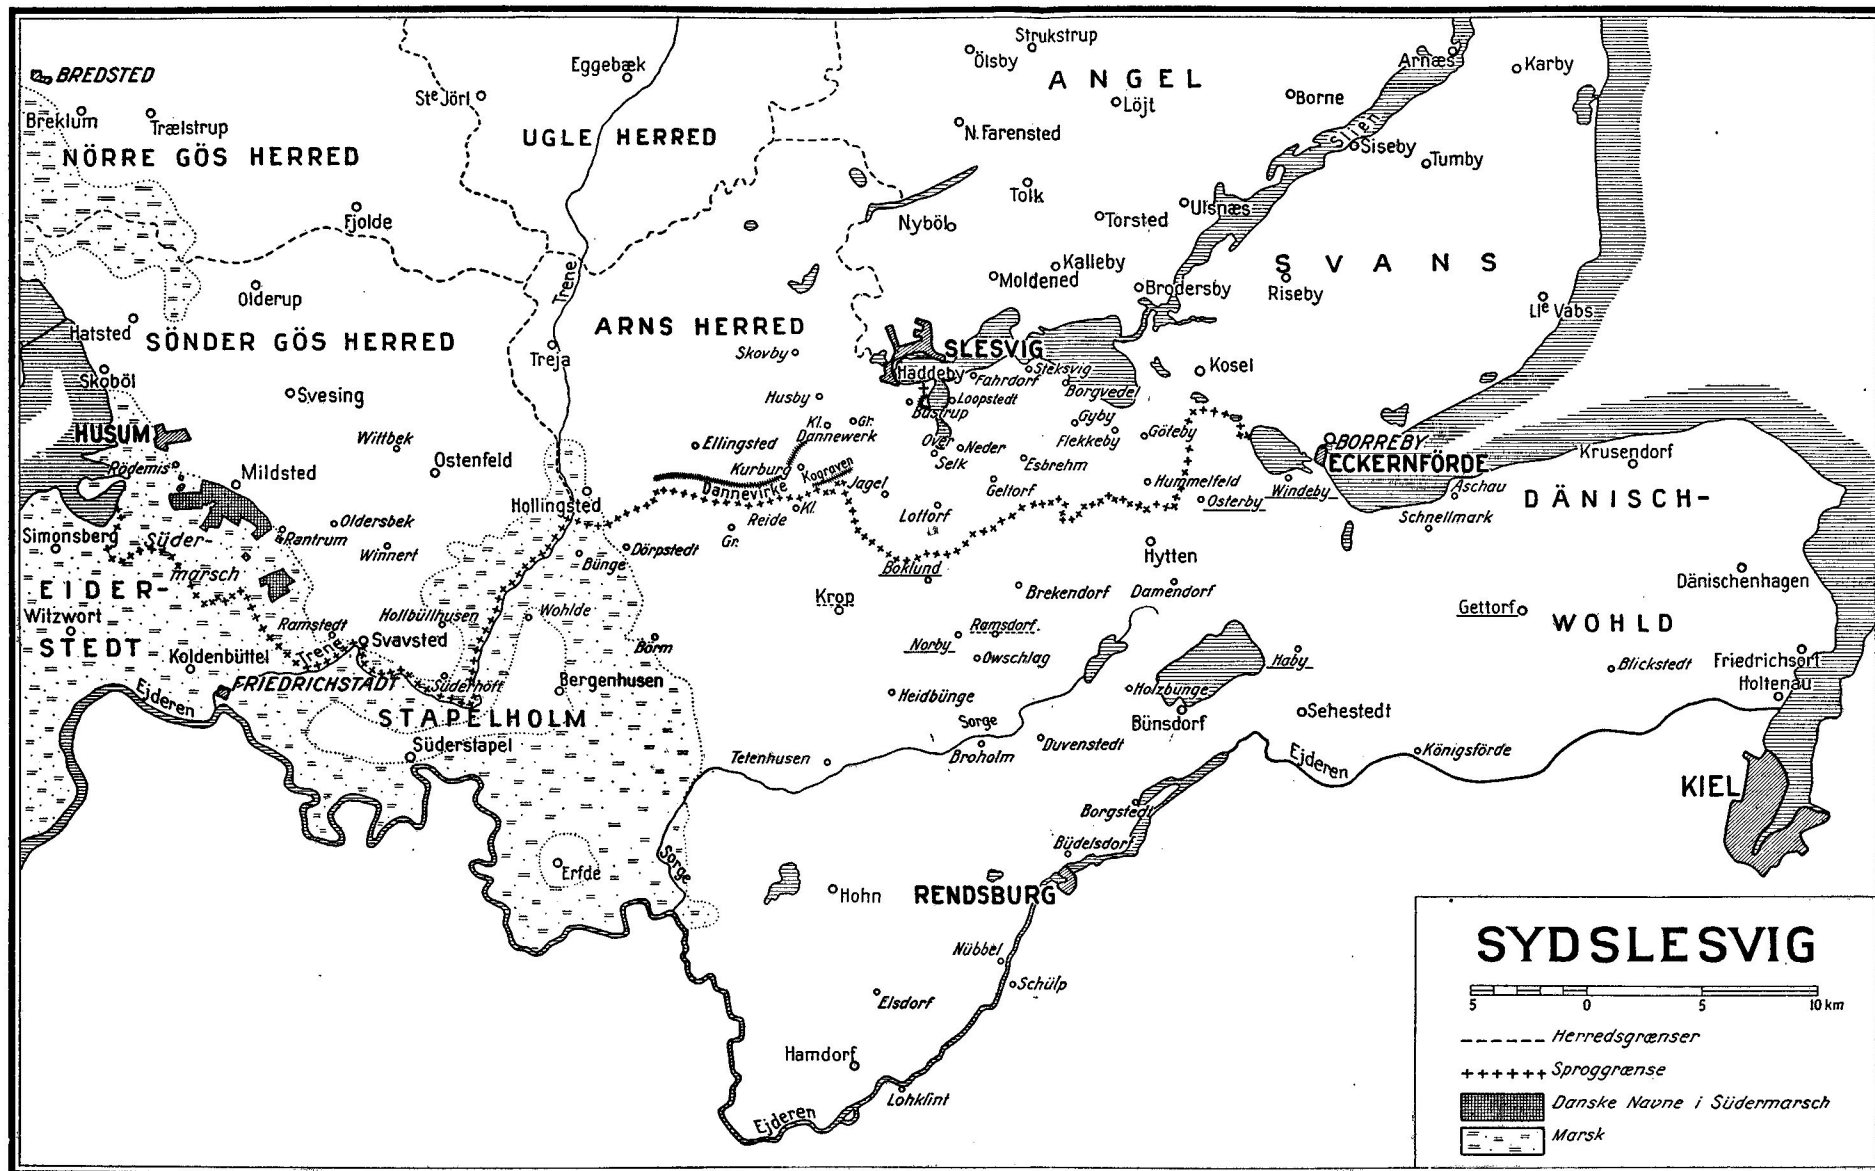 BREDSTED
Breklum
Trælstrup
NÖRRE GÖS HERRED
Ste Jörl
Eggebæk
UGLE HERRED
Fjolde
Trene
Ölsby
Strukstrup
ANGEL
Löjt
N. Farensted
Tolk
Nyböl
Torsted
Kalleby
Moldened
Brodersby
Ulsnæs
Borne
Slien
Arnæs
Karby
Siseby
Tumby
SVANS
Riseby
Lle Vabs
Olderup
Hatsted
SÖNDER GÖS HERRED
Skoböl
Svesing
Treja
ARNS HERRED
Skovby
SLESVIG
Haddeby
Fahrdorf
Steksvig
Borgvedel
Kosel
Husby
Bustrup
Loopstedt
Kl.
Gr.
Dannewerk
Gyby
Flekkeby
Göteby
HUSUM
Rödemis
Mildsted
Wittbek
Ostenfeld
Ellingsted
Kurburg
Kograven
Dannevirke
Jagel
Over
Neder
Selk
Esbrehm
Geltorf
Hummelfeld
Osterby
Windeby
BORREBY
ECKERNFÖRDE
Aschau
Schnellmark
Krusendorf
DÄNISCH-
WOHLD
Hollingsted
Reide
Kl.
Gr.
Lottorf
Simonsberg
Süder-
marsch
Rantrum
Oldersbek
Winnert
Bünge
Dörpstedt
Boklund
Hytten
Damendorf
Brekendorf
Dänischenhagen
Gettorf
EIDER-
STEDT
Witzwort
Koldenbüttel
Ramstedt
Hollbüllhusen
Svavsted
Trene
Wohlde
Börm
Krop
Norby
Ramsdorf
Owschlag
Haby
Blickstedt
Friedrichsort
Holtenau
FRIEDRICHSTADT
Süderhöft
Bergenhusen
Heidbünge
Holzbunge
Bünsdorf
Sehestedt
Ejderen
STAPELHOLM
Süderstapel
Sorge
Tetenhusen
Broholm
Duvenstedt
Ejderen
Königsförde
KIEL
Borgstedt
Büdelsdorf
Sorge
Erfde
Hohn
RENDSBURG
Nübbel
Schülp
Elsdorf
Hamdorf
Lohklint
Ejderen
SYDSLESVIG
5 0 5 10 km
Herredsgrænser
Sproggrænse
Danske Navne i Südermarsch
Marsk